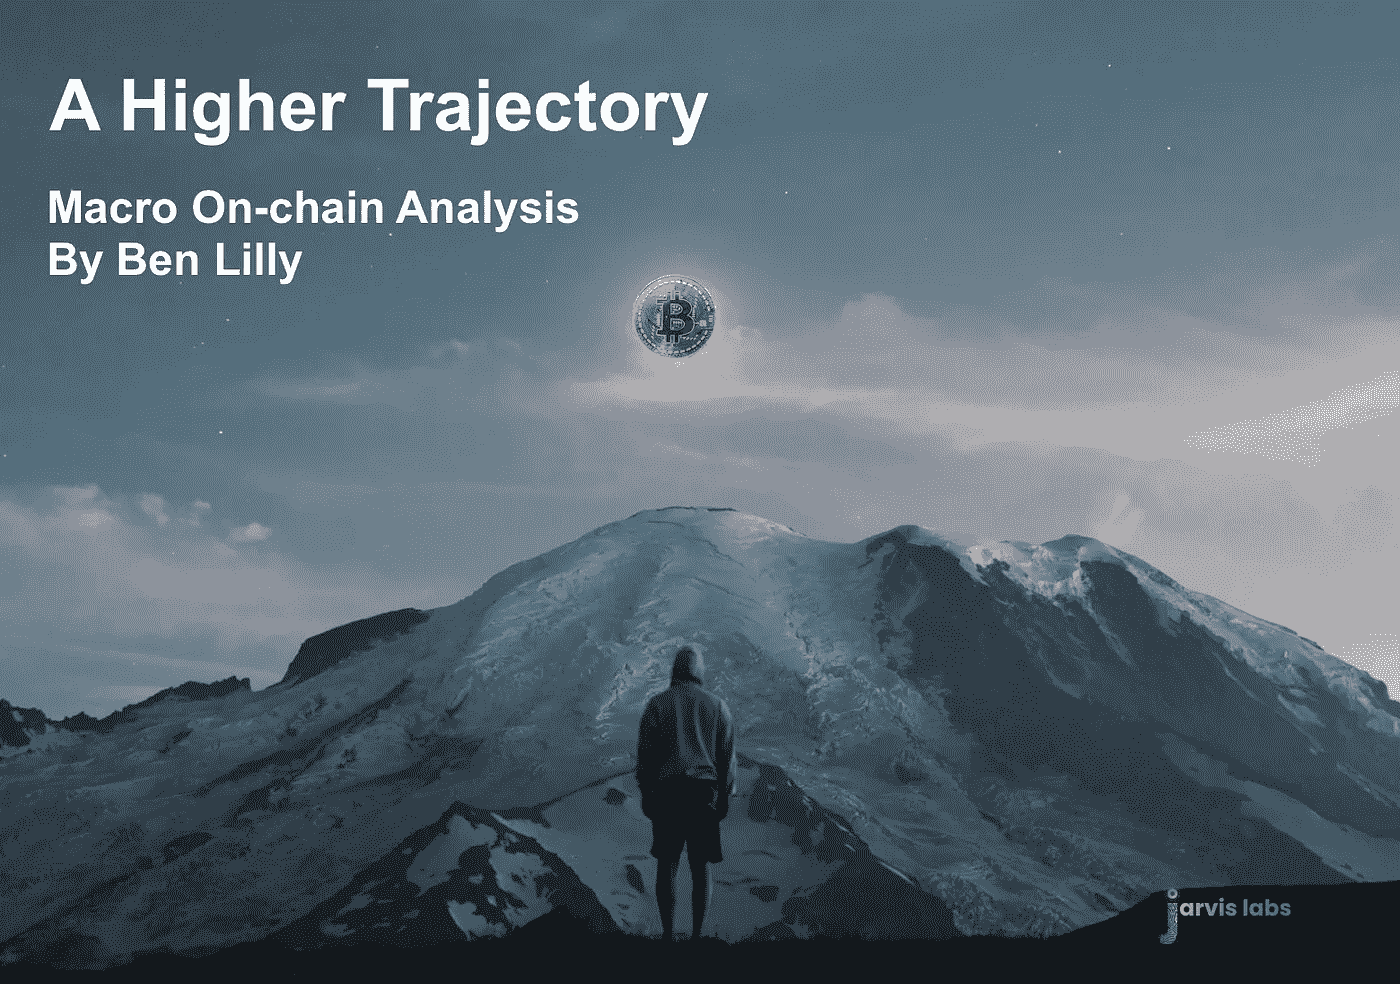 A Higher Trajectory
Macro On-chain Analysis
By Ben Lilly
B
jarvis labs